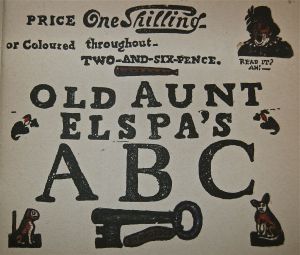 PRICE One Shilling
or Coloured throughout-
TWO-AND-SIX-PENCE.
READ IT?
AH!-
OLD AUNT
ELSPA'S
ABC